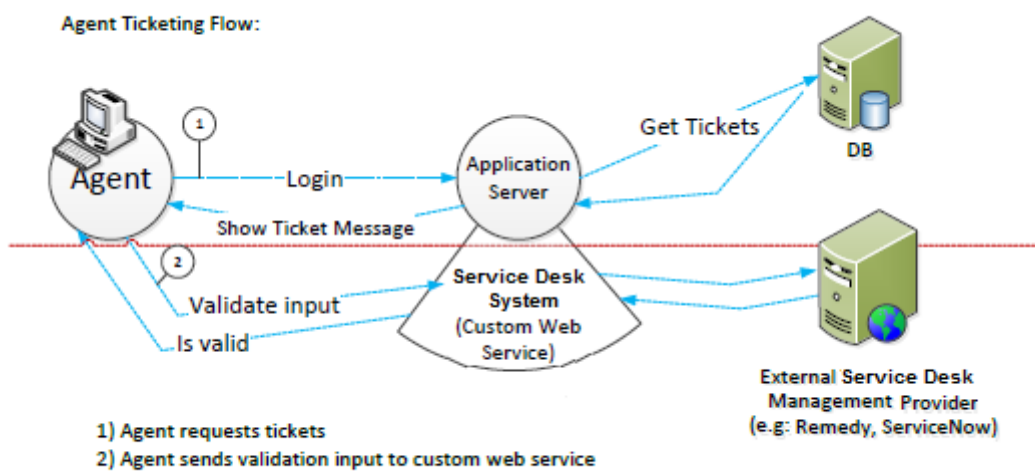 Agent Ticketing Flow:
1
Agent
Login
Show Ticket Message
Application
Server
Get Tickets
DB
2
Validate input
Is valid
Service Desk
System
(Custom Web
Service)
External Service Desk
Management Provider
(e.g: Remedy, ServiceNow)
1) Agent requests tickets
2) Agent sends validation input to custom web service